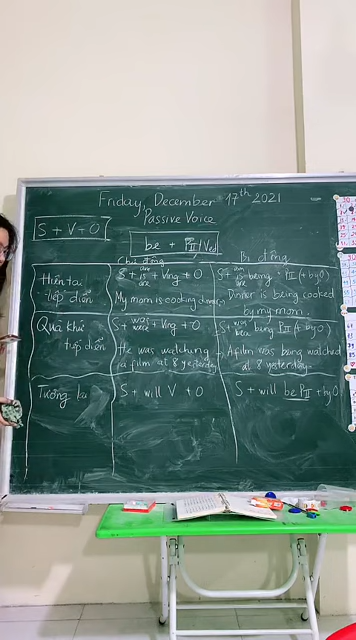 Friday, December 17th 2021
Passive Voice
S + V + O
be + PII/Ved
Chủ động
Bị động
Hiện tại
tiếp diễn
S + am is are + Ving + O
My mom is cooking dinner
S + am is are being + PII (+ by O)
Dinner is being cooked
by my mom.
Quá khứ
tiếp diễn
S + was were + Ving + O
He was watching
a film at 8 yesterday
S + was were being PII (+ by O)
A film was being watched
at 8 yesterday.
Tương lai
S + will V + O
S + will be PII + by O